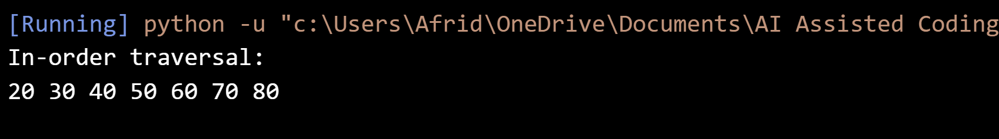 [Running] python -u "c:\Users\Afrid\OneDrive\Documents\AI Assisted Coding
In-order traversal:
20 30 40 50 60 70 80